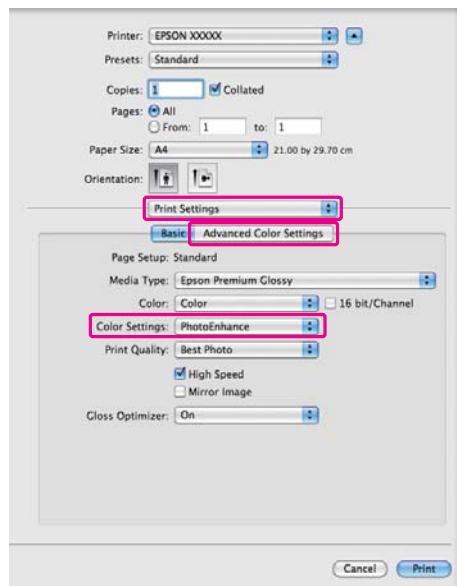 Printer: EPSON XXXXX
Presets: Standard
Copies: 1 Collated
Pages: All
From: 1 to: 1
Paper Size: A4 21.00 by 29.70 cm
Orientation:
Print Settings
Basic Advanced Color Settings
Page Setup: Standard
Media Type: Epson Premium Glossy
Color: Color 16 bit/Channel
Color Settings: PhotoEnhance
Print Quality: Best Photo
High Speed
Mirror Image
Gloss Optimizer: On
Cancel Print